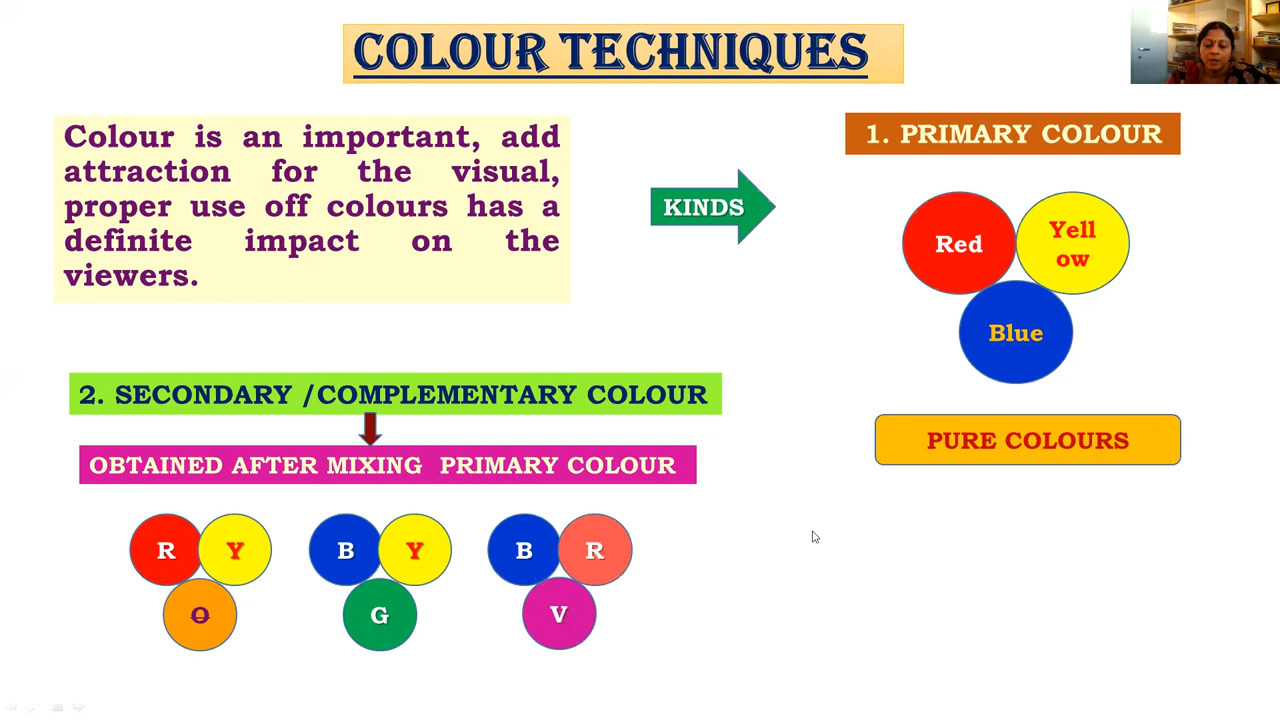 COLOUR TECHNIQUES
Colour is an important, add
attraction for the visual,
proper use off colours has a
definite impact on the
viewers.
KINDS
1. PRIMARY COLOUR
Red
Yell
ow
Blue
PURE COLOURS
2. SECONDARY /COMPLEMENTARY COLOUR
OBTAINED AFTER MIXING PRIMARY COLOUR
R Y
O
B Y
G
B R
V